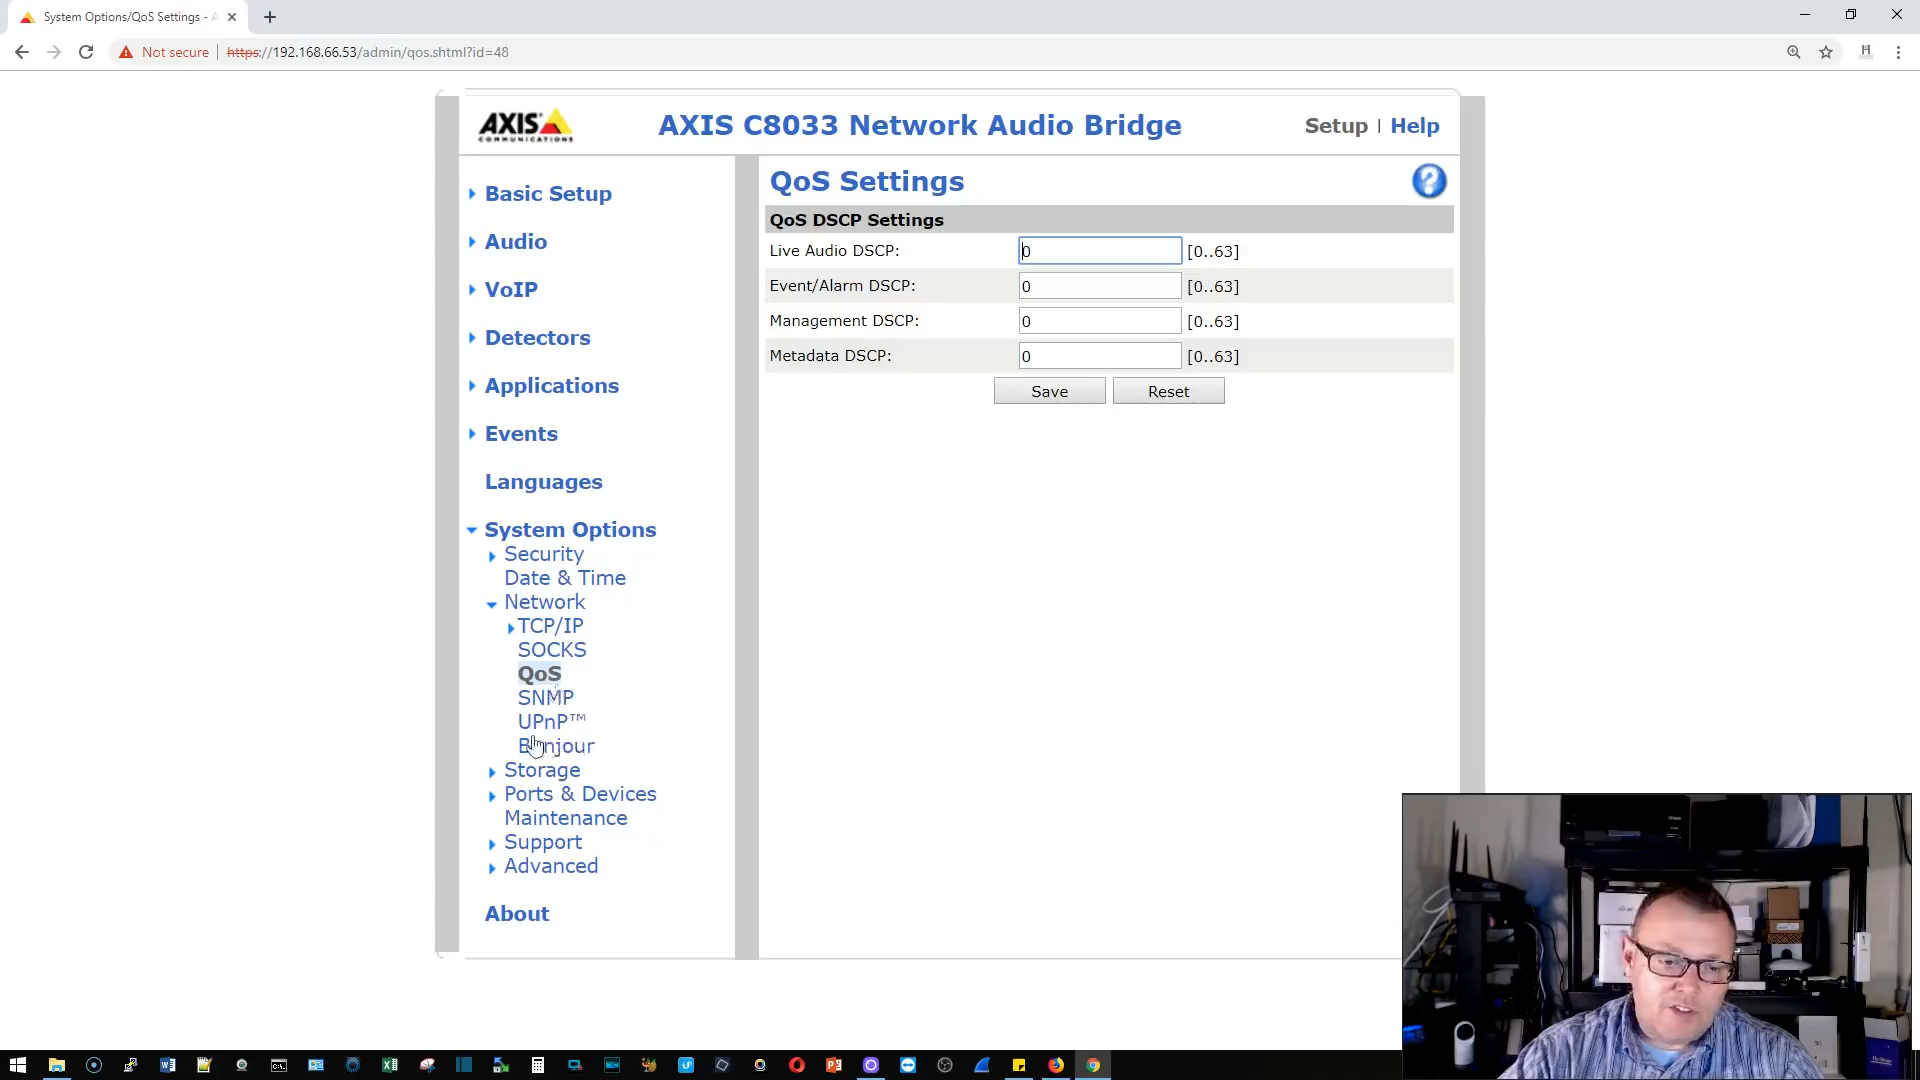 System Options/QoS Settings - A
Not secure https://192.168.66.53/admin/qos.shtml?id=48
AXIS COMMUNICATIONS
AXIS C8033 Network Audio Bridge
Setup | Help
Basic Setup
Audio
VoIP
Detectors
Applications
Events
Languages
System Options
Security
Date & Time
Network
TCP/IP
SOCKS
QoS
SNMP
UPnP™
Bonjour
Storage
Ports & Devices
Maintenance
Support
Advanced
About
QoS Settings
QoS DSCP Settings
Live Audio DSCP: 0 [0..63]
Event/Alarm DSCP: 0 [0..63]
Management DSCP: 0 [0..63]
Metadata DSCP: 0 [0..63]
Save Reset